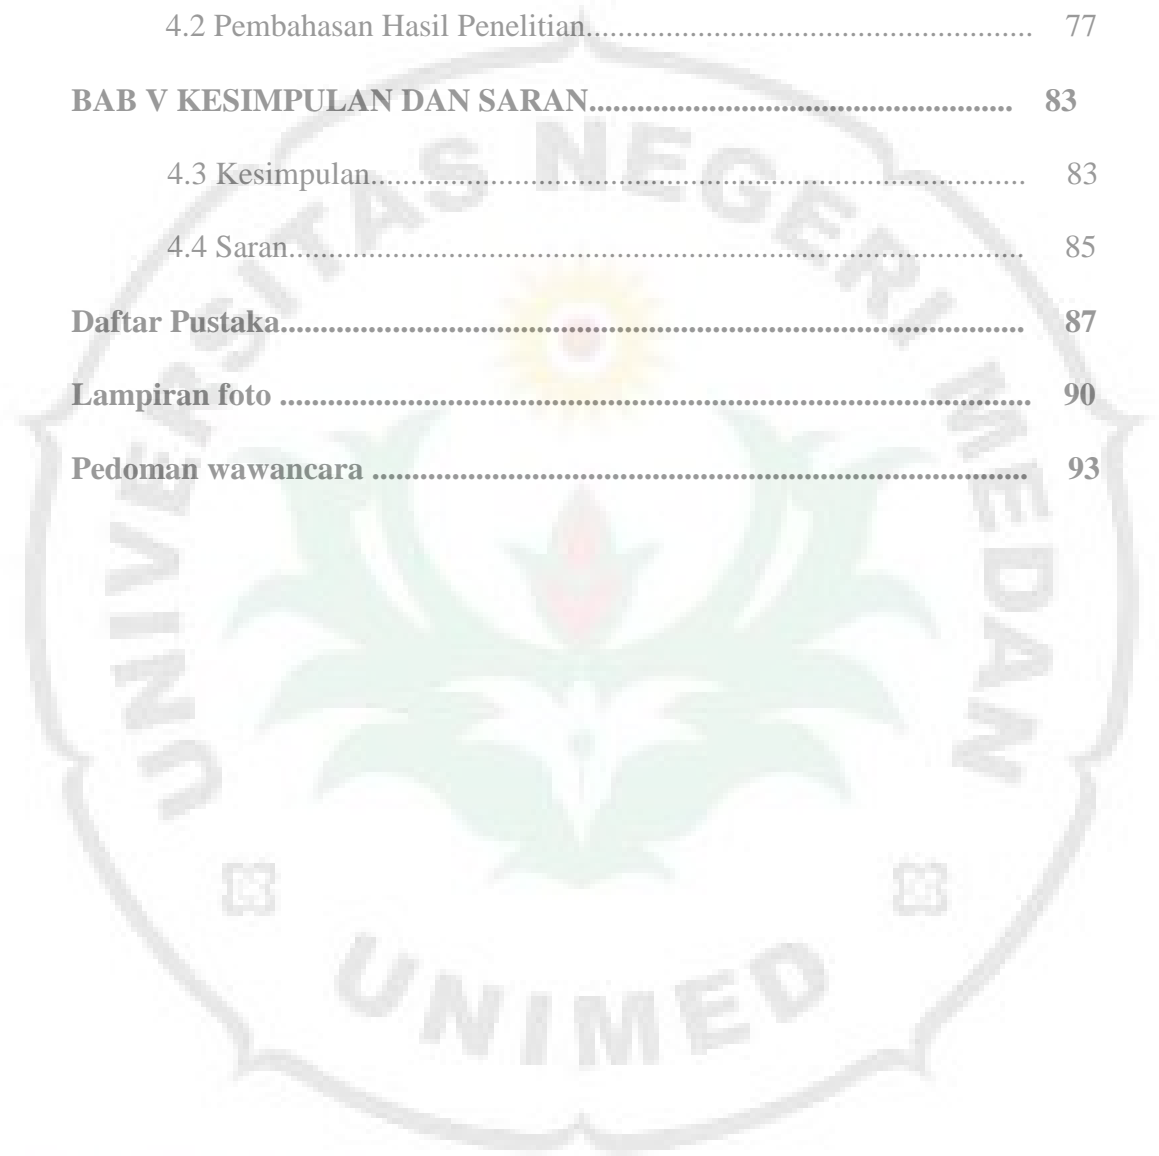 4.2 Pembahasan Hasil Penelitian........................................................ 77
BAB V KESIMPULAN DAN SARAN.................................................... 83
4.3 Kesimpulan.................................................................................. 83
4.4 Saran............................................................................................ 85
Daftar Pustaka............................................................................................ 87
Lampiran foto ............................................................................................. 90
Pedoman wawancara ................................................................................. 93
UNIVERSITAS NEGERI MEDAN
UNIMED